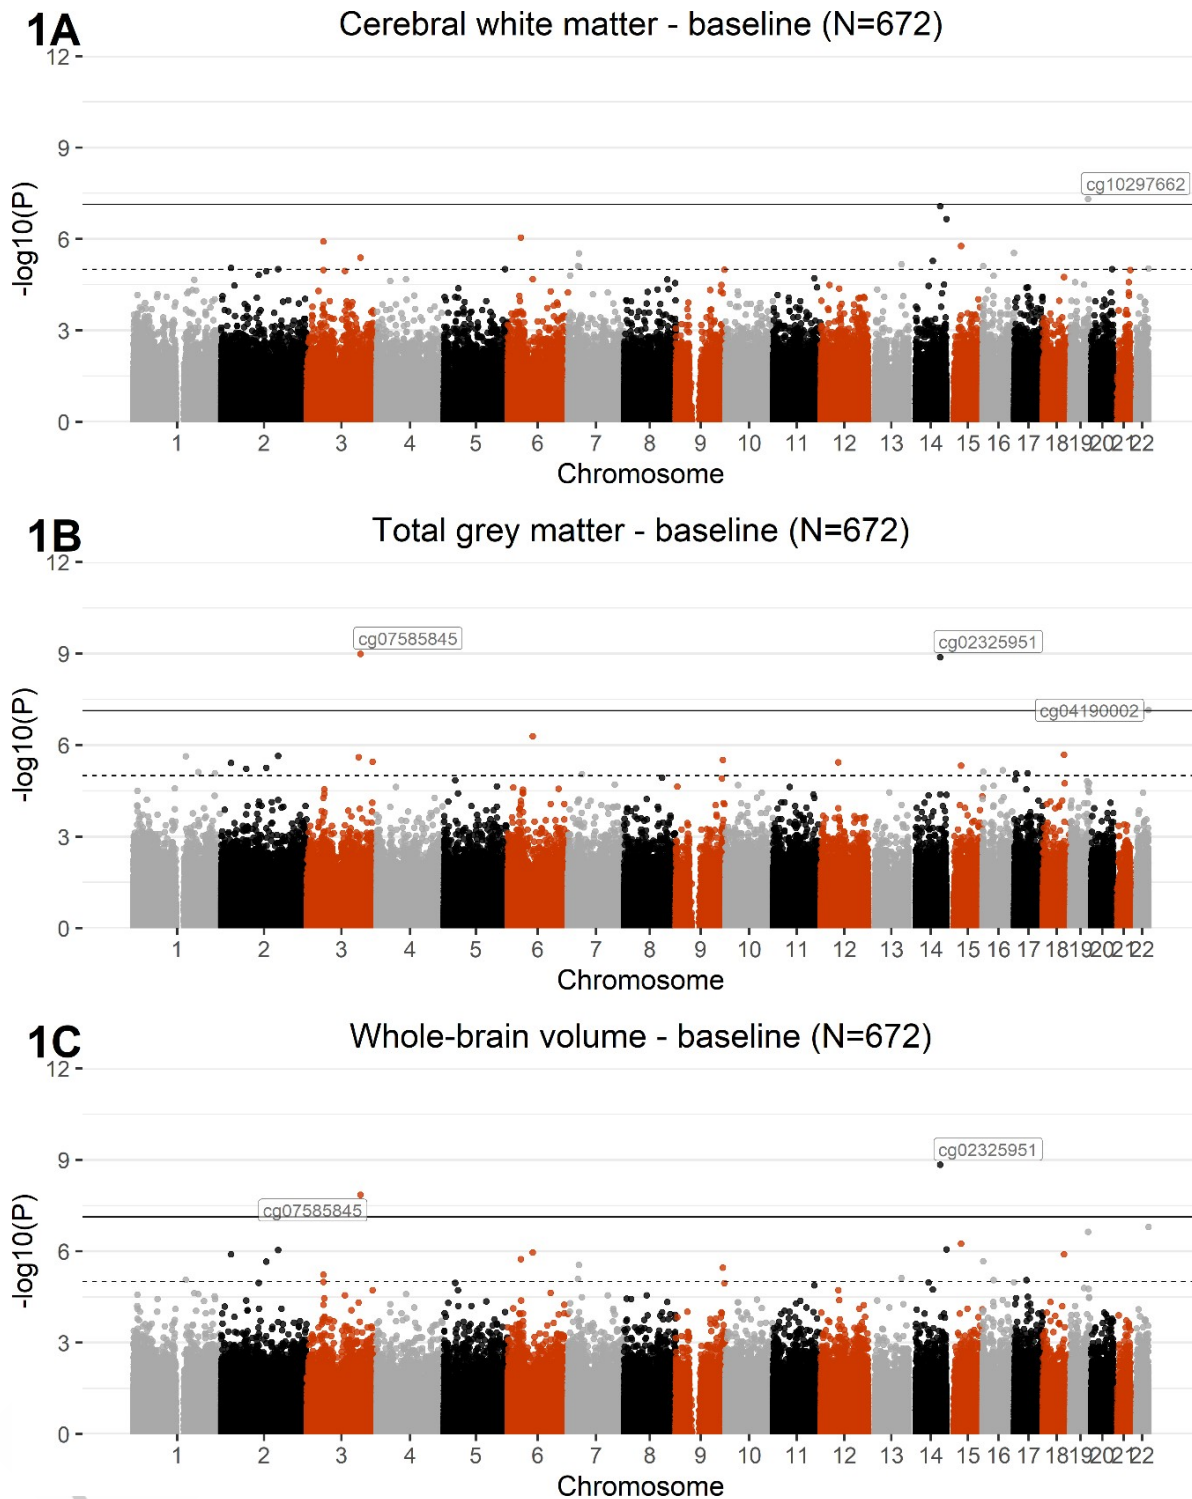 1A
Cerebral white matter - baseline (N=672)
12
9
6
3
0
-log10(P)
cg10297662
1 2 3 4 5 6 7 8 9 10 11 12 13 14 15 16 17 18 19 20 21 22
Chromosome
1B
Total grey matter - baseline (N=672)
12
9
6
3
0
-log10(P)
cg07585845
cg02325951
cg04190002
1 2 3 4 5 6 7 8 9 10 11 12 13 14 15 16 17 18 19 20 21 22
Chromosome
1C
Whole-brain volume - baseline (N=672)
12
9
6
3
0
-log10(P)
cg02325951
cg07585845
1 2 3 4 5 6 7 8 9 10 11 12 13 14 15 16 17 18 19 20 21 22
Chromosome